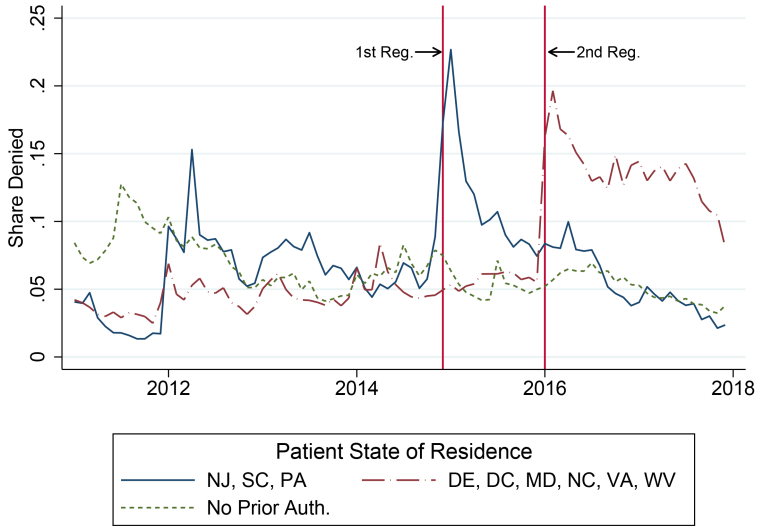 .25
.2
.15
.1
.05
0
Share Denied
1st Reg.
2nd Reg.
2012
2014
2016
2018
Patient State of Residence
NJ, SC, PA
DE, DC, MD, NC, VA, WV
No Prior Auth.